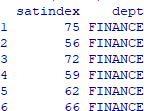 satindex dept
1 75 FINANCE
2 56 FINANCE
3 72 FINANCE
4 59 FINANCE
5 62 FINANCE
6 66 FINANCE